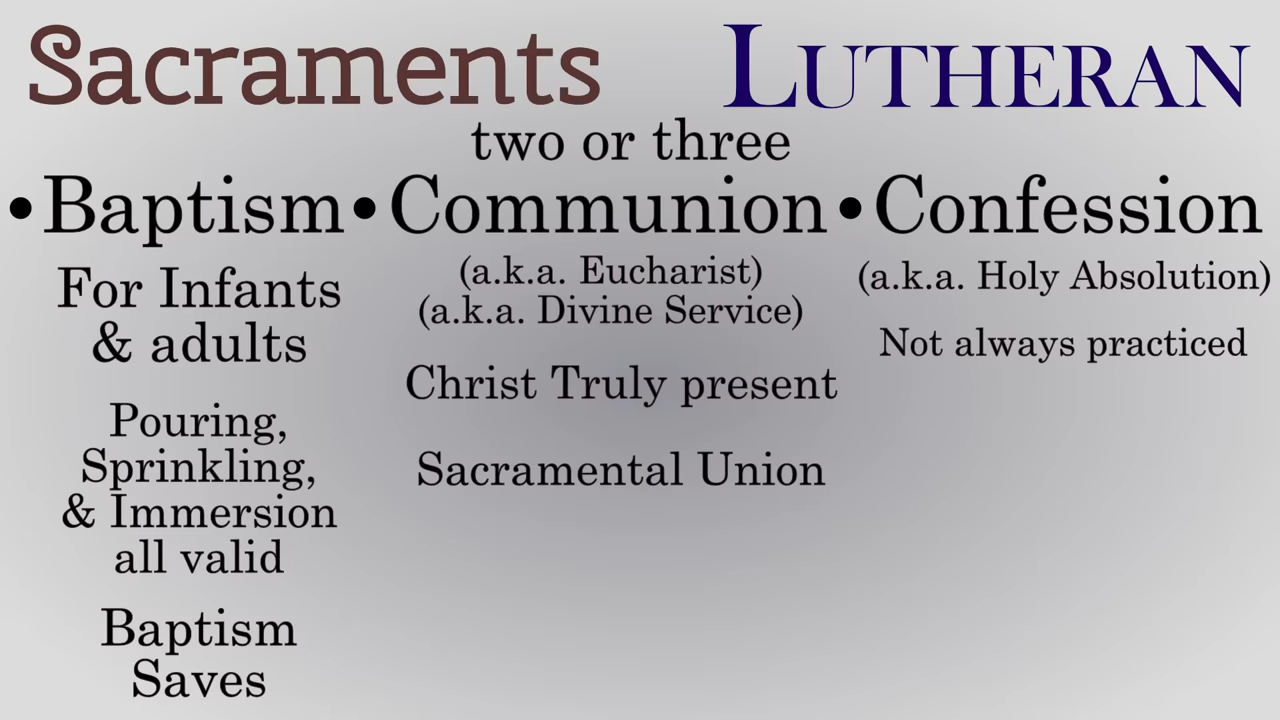 Sacraments
LUTHERAN
two or three
•Baptism•Communion•Confession
For Infants
& adults
Pouring,
Sprinkling,
& Immersion
all valid
Baptism
Saves
(a.k.a. Eucharist)
(a.k.a. Divine Service)
Christ Truly present
Sacramental Union
(a.k.a. Holy Absolution)
Not always practiced